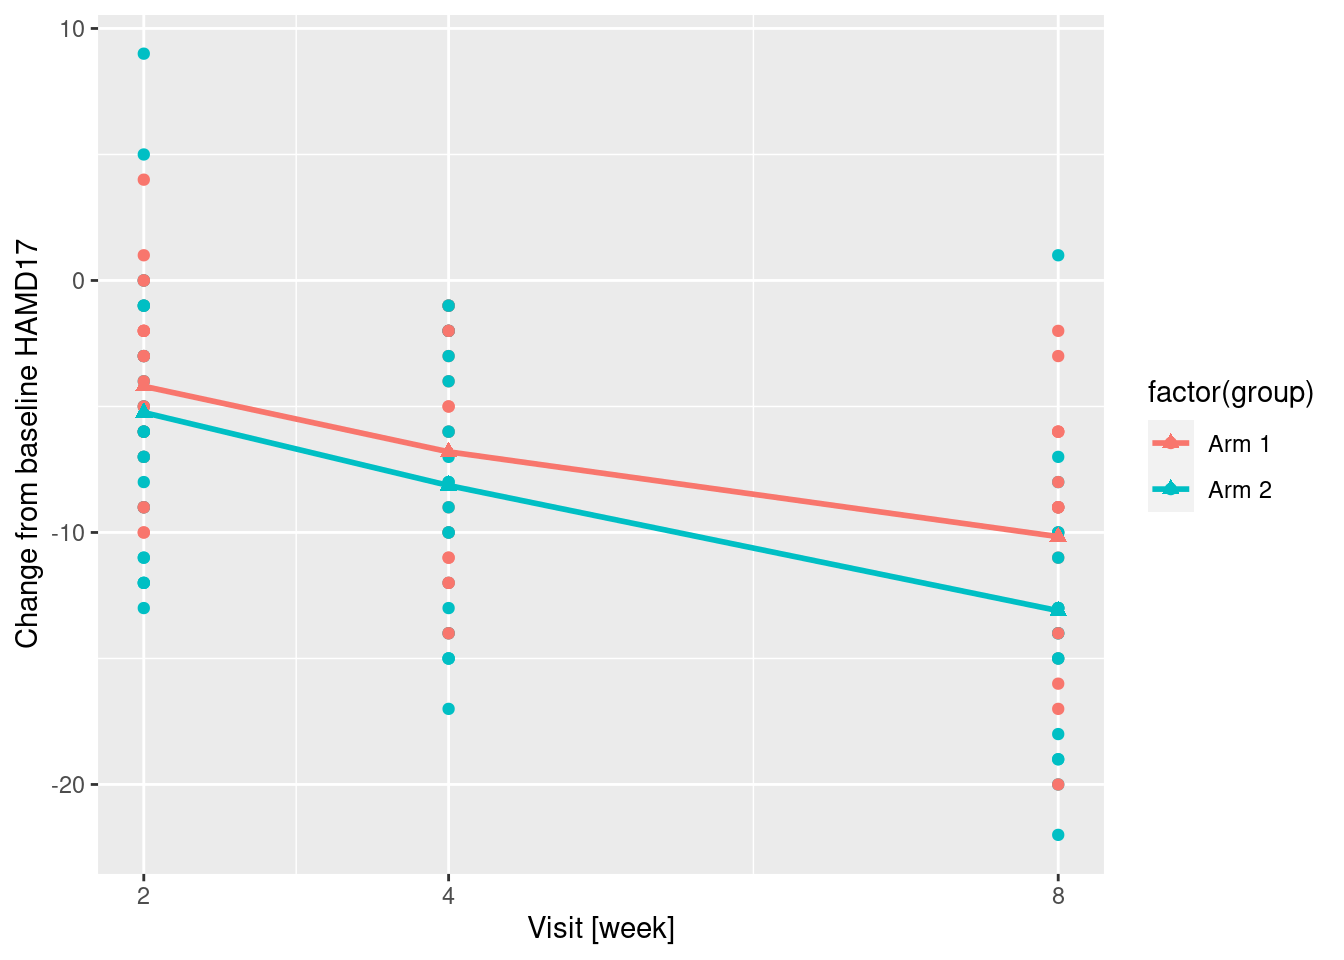 Change from baseline HAMD17
10
0
-10
-20
2
4
8
Visit [week]
factor(group)
Arm 1
Arm 2